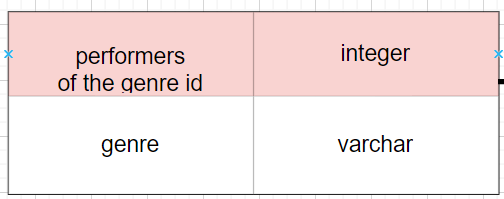 performers
of the genre id
integer
genre
varchar